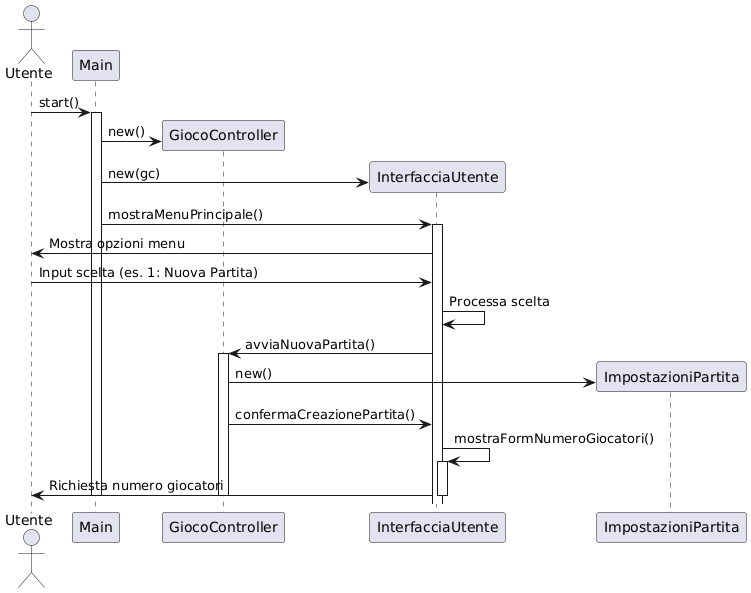 Utente
Main
start()
new()
GiocoController
new(gc)
InterfacciaUtente
mostraMenuPrincipale()
Mostra opzioni menu
Input scelta (es. 1: Nuova Partita)
Processa scelta
avviaNuovaPartita()
new()
ImpostazioniPartita
confermaCreazionePartita()
mostraFormNumeroGiocatori()
Richiesta numero giocatori
Utente
Main
GiocoController
InterfacciaUtente
ImpostazioniPartita